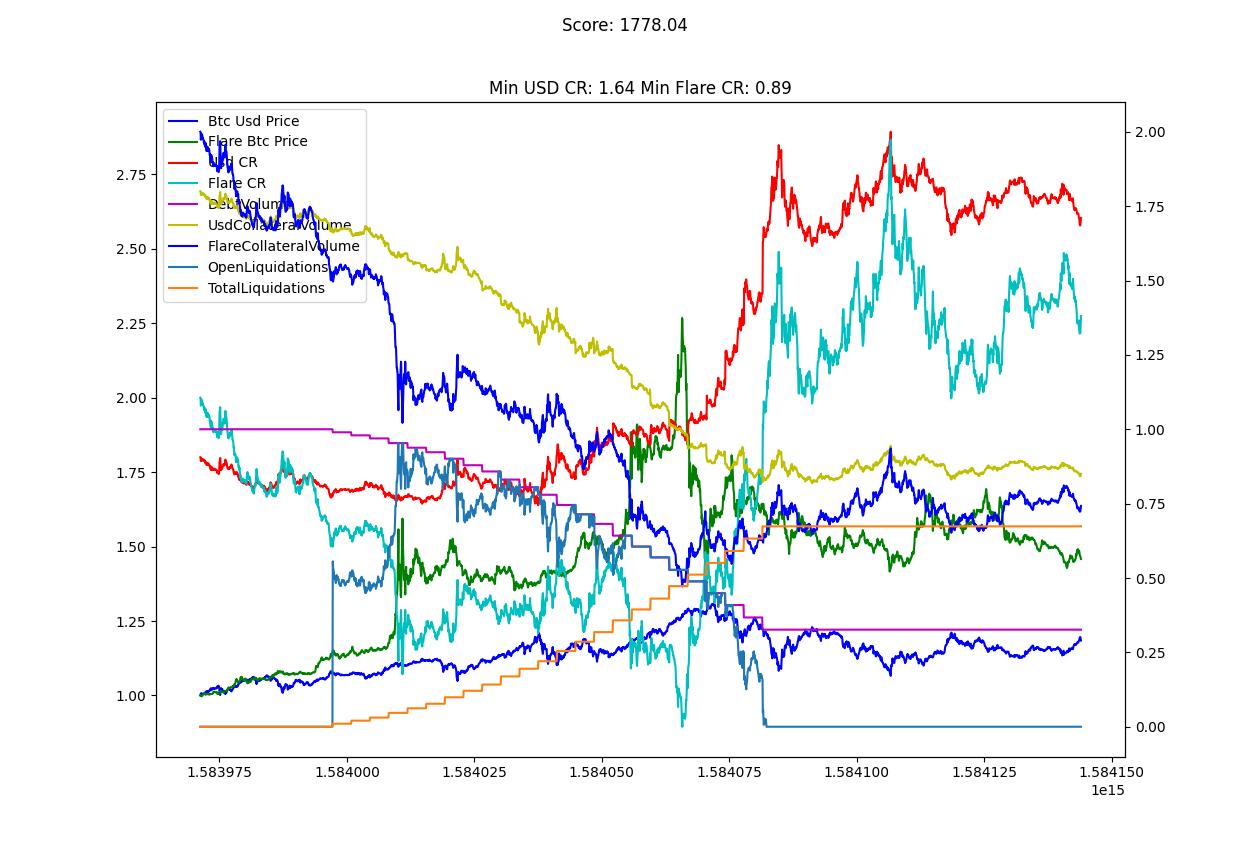 Score: 1778.04
Min USD CR: 1.64 Min Flare CR: 0.89
Btc Usd Price
Flare Btc Price
Usd CR
Flare CR
DebtVolume
UsdCollateralVolume
FlareCollateralVolume
OpenLiquidations
TotalLiquidations
2.75
2.50
2.25
2.00
1.75
1.50
1.25
1.00
2.00
1.75
1.50
1.25
1.00
0.75
0.50
0.25
0.00
1.583975
1.584000
1.584025
1.584050
1.584075
1.584100
1.584125
1.584150
1e15